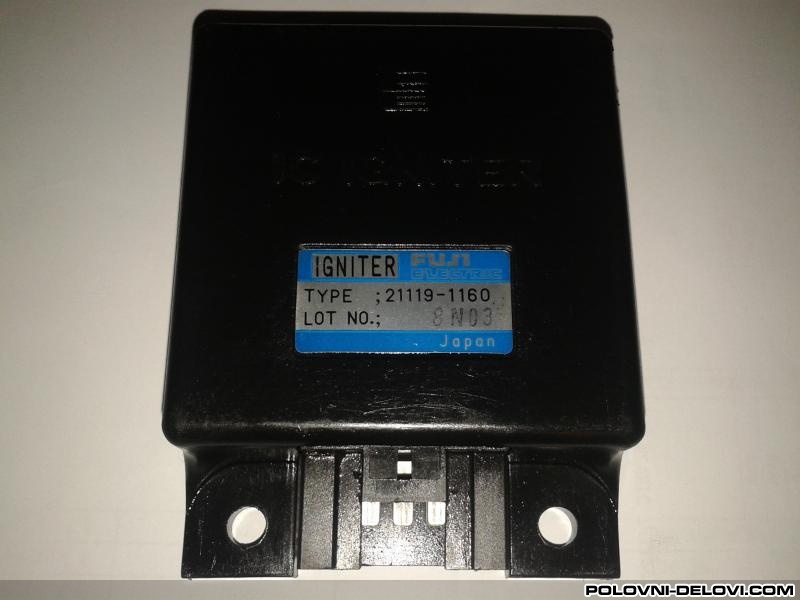 IC IGNITER
IGNITER FUJI ELECTRIC
TYPE ;21119-1160
LOT NO.; 8N03
Japan
POLOVNI-DELOVI.COM